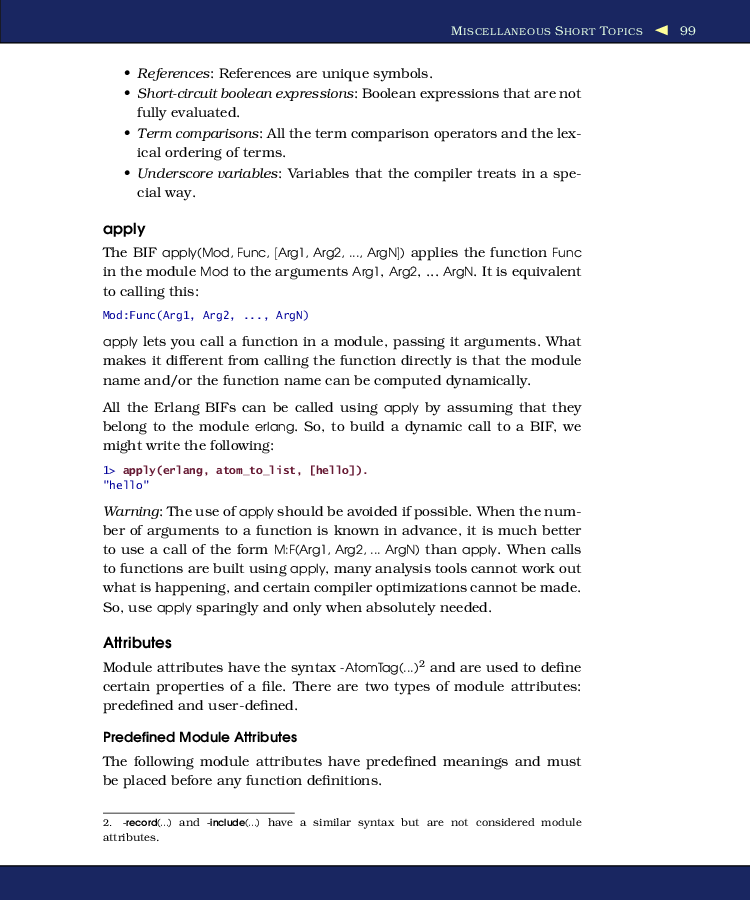 MISCELLANEOUS SHORT TOPICS ◀ 99
• References: References are unique symbols.
• Short-circuit boolean expressions: Boolean expressions that are not
fully evaluated.
• Term comparisons: All the term comparison operators and the lex-
ical ordering of terms.
• Underscore variables: Variables that the compiler treats in a spe-
cial way.
apply
The BIF apply(Mod, Func, [Arg1, Arg2, ..., ArgN]) applies the function Func
in the module Mod to the arguments Arg1, Arg2, ... ArgN. It is equivalent
to calling this:
Mod:Func(Arg1, Arg2, ..., ArgN)
apply lets you call a function in a module, passing it arguments. What
makes it different from calling the function directly is that the module
name and/or the function name can be computed dynamically.
All the Erlang BIFs can be called using apply by assuming that they
belong to the module erlang. So, to build a dynamic call to a BIF, we
might write the following:
1> apply(erlang, atom_to_list, [hello]).
"hello"
Warning: The use of apply should be avoided if possible. When the num-
ber of arguments to a function is known in advance, it is much better
to use a call of the form M:F(Arg1, Arg2, ... ArgN) than apply. When calls
to functions are built using apply, many analysis tools cannot work out
what is happening, and certain compiler optimizations cannot be made.
So, use apply sparingly and only when absolutely needed.
Attributes
Module attributes have the syntax -AtomTag(...)2 and are used to define
certain properties of a file. There are two types of module attributes:
predefined and user-defined.
Predefined Module Attributes
The following module attributes have predefined meanings and must
be placed before any function definitions.
2. -record(...) and -include(...) have a similar syntax but are not considered module
attributes.